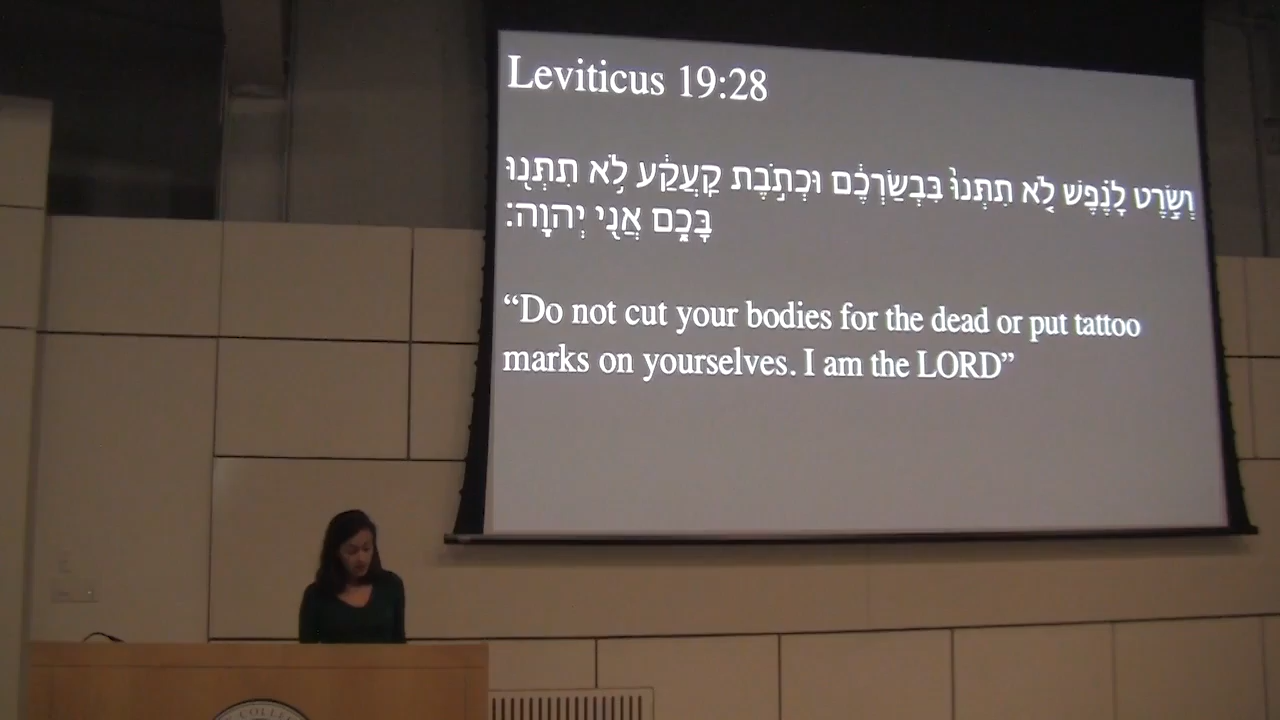 Leviticus 19:28
וְשֶׂ֣רֶט לָנֶ֗פֶשׁ לֹ֤א תִתְּנוּ֙ בִּבְשַׂרְכֶ֔ם וּכְתֹ֣בֶת קַֽעֲקַ֔ע לֹ֥א תִתְּנ֖וּ
בָּכֶ֑ם אֲנִ֖י יְהוָֽה׃
“Do not cut your bodies for the dead or put tattoo
marks on yourselves. I am the LORD”